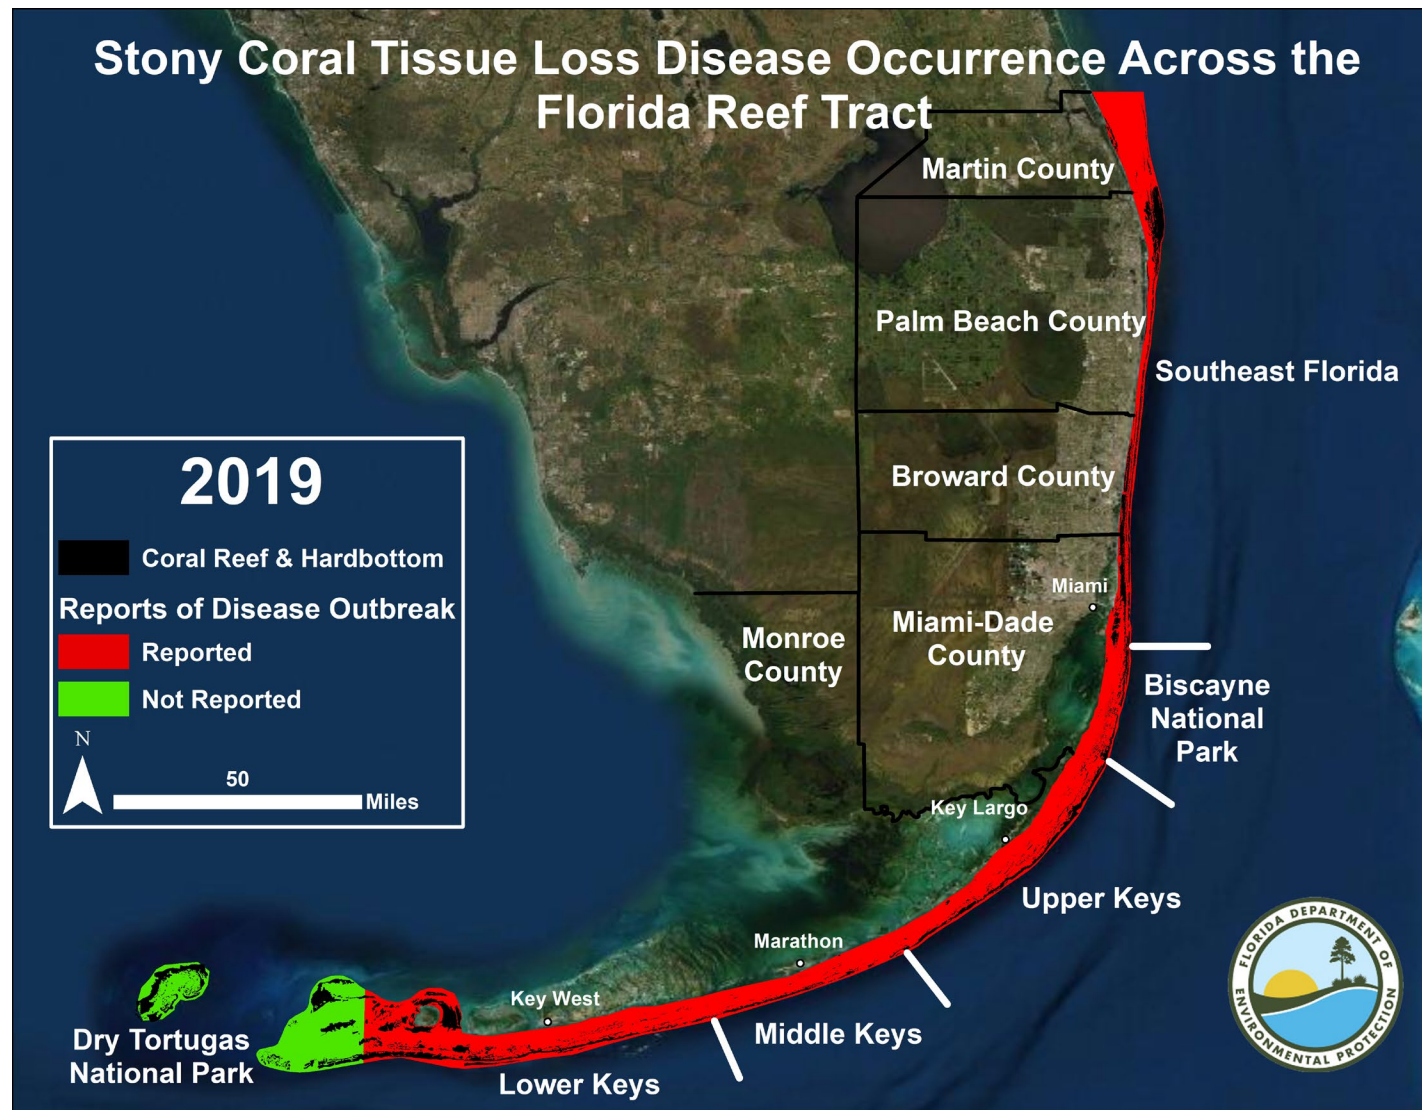 Stony Coral Tissue Loss Disease Occurrence Across the
Florida Reef Tract
Martin County
Palm Beach County
Southeast Florida
Broward County
2019
Coral Reef & Hardbottom
Reports of Disease Outbreak
Reported
Not Reported
N
50
Miles
Miami
Miami-Dade
County
Monroe
County
Biscayne
National
Park
Key Largo
Upper Keys
Marathon
Middle Keys
Key West
Lower Keys
Dry Tortugas
National Park
FLORIDA DEPARTMENT OF
ENVIRONMENTAL PROTECTION